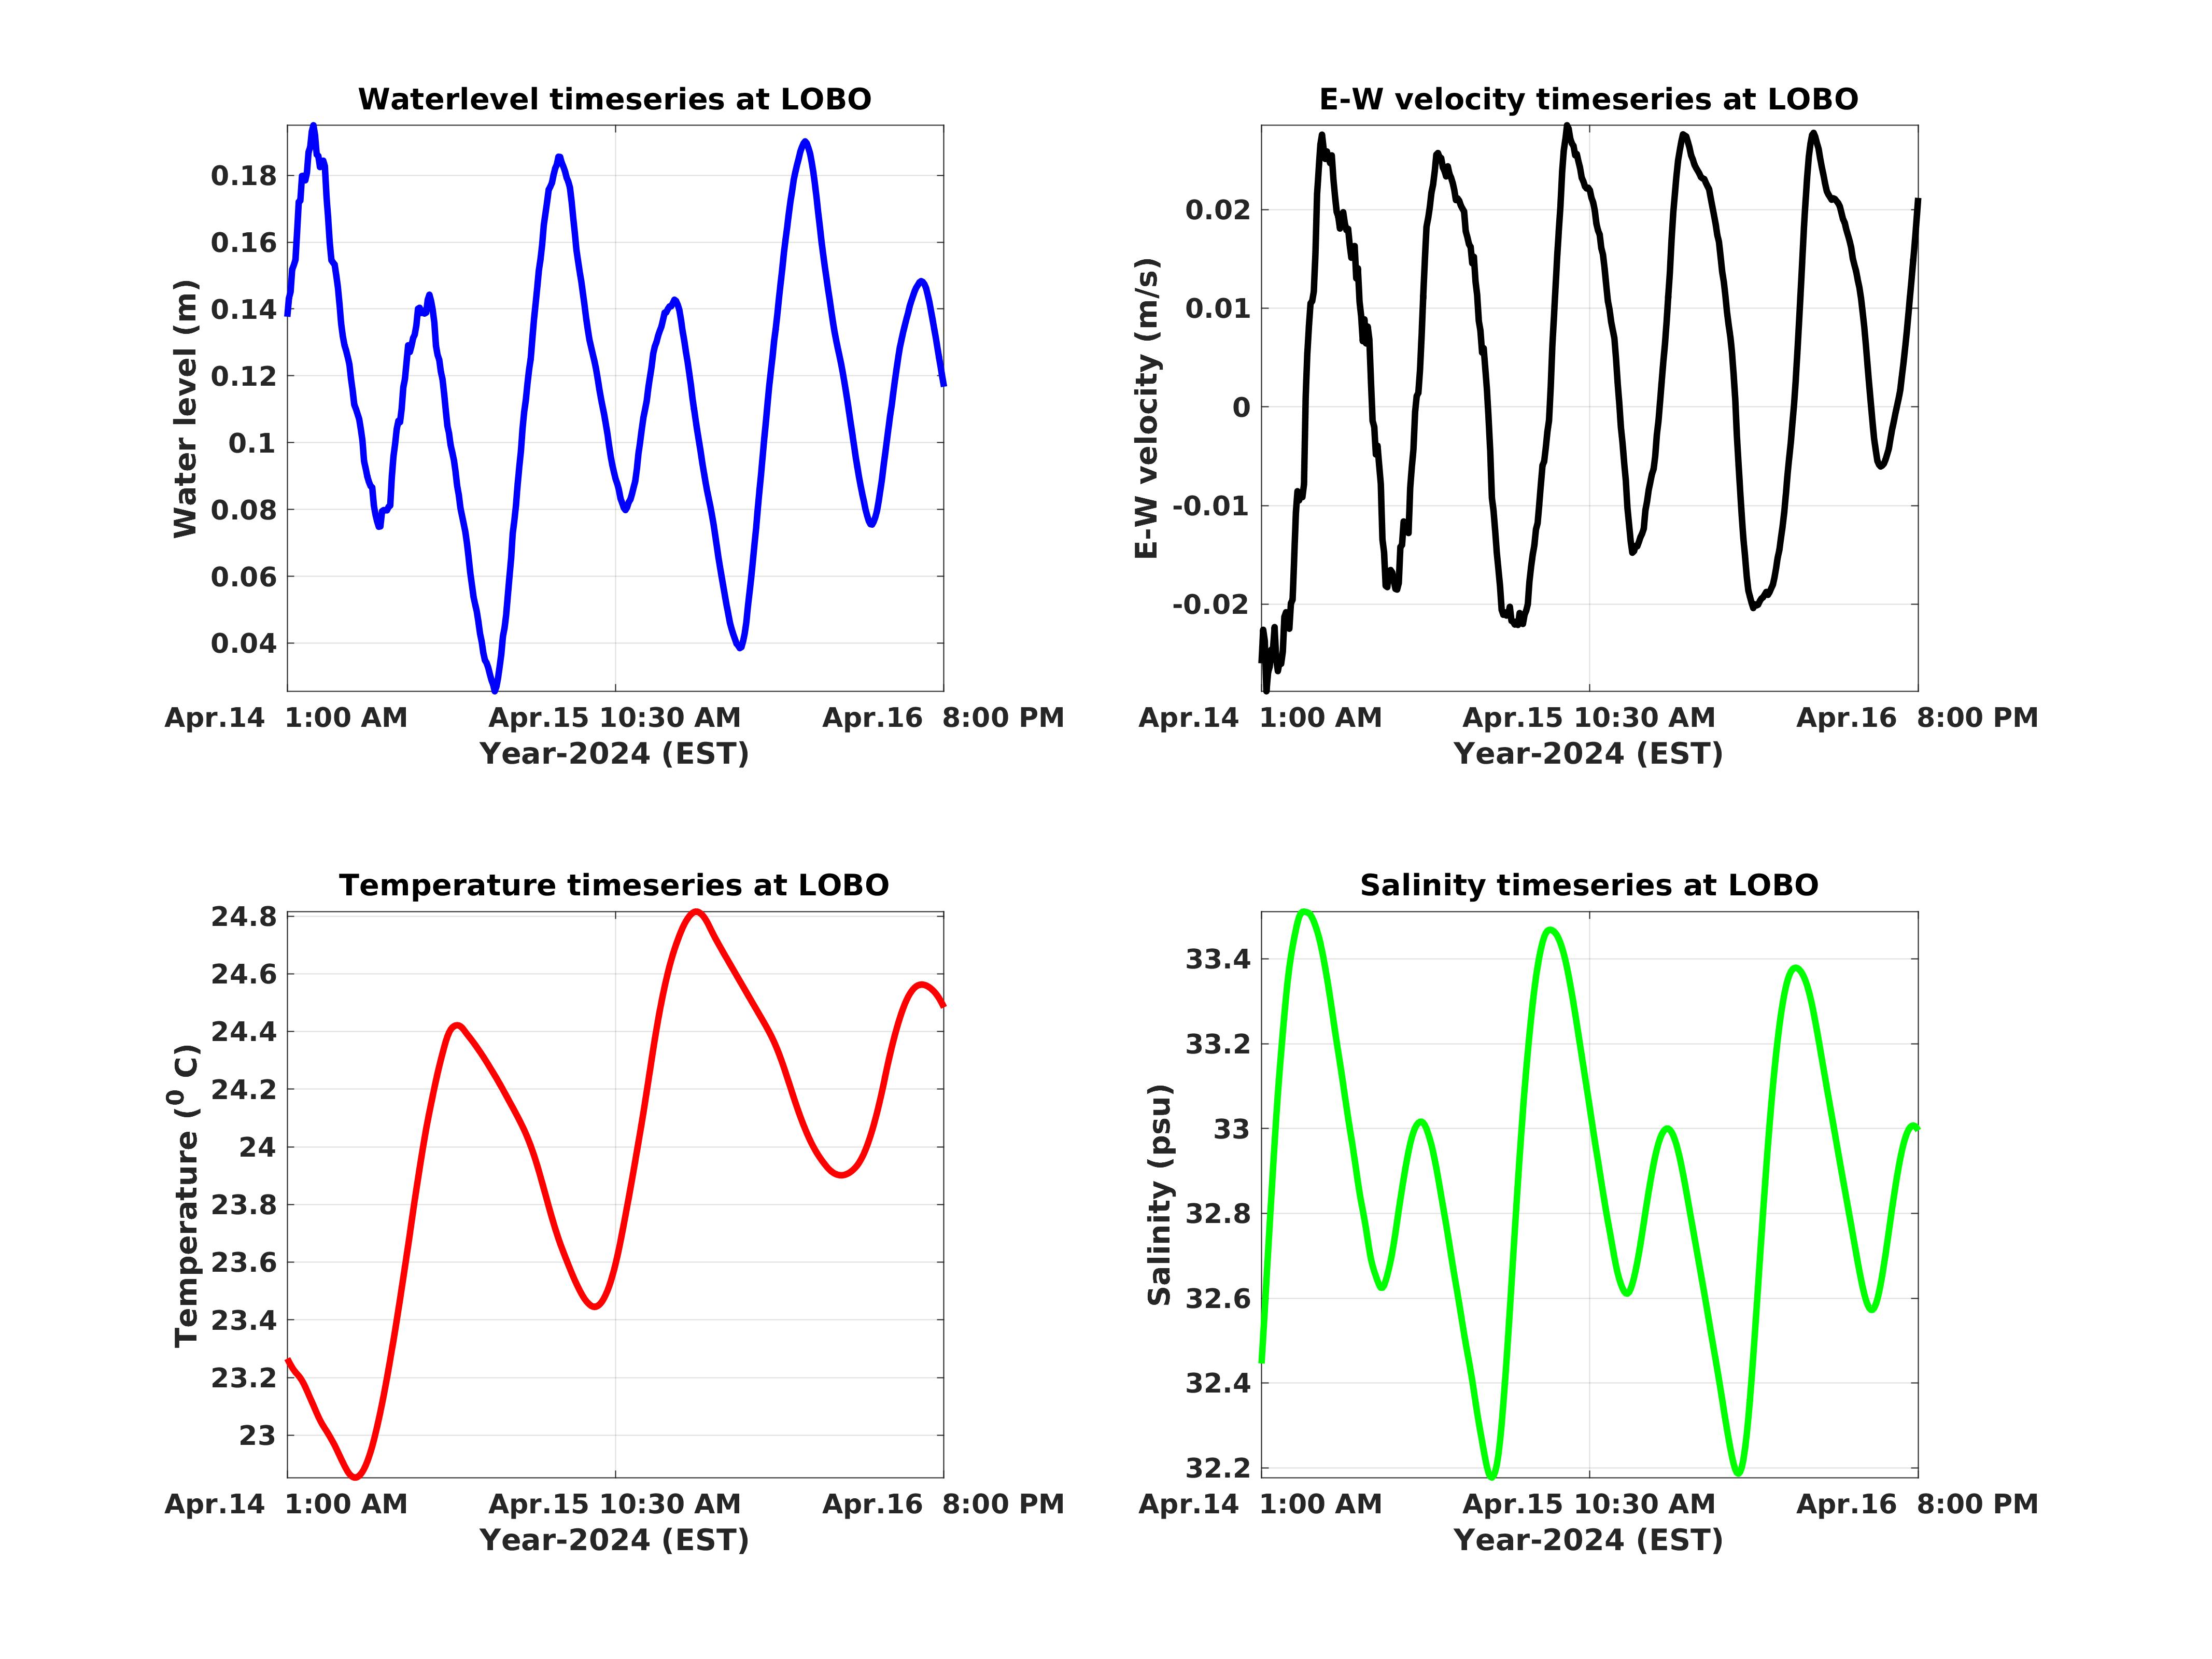 Waterlevel timeseries at LOBO
0.18
0.16
0.14
0.12
0.1
0.08
0.06
0.04
Water level (m)
Apr.14 1:00 AM Apr.15 10:30 AM Apr.16 8:00 PM
Year-2024 (EST)
E-W velocity timeseries at LOBO
0.02
0.01
0
-0.01
-0.02
E-W velocity (m/s)
Apr.14 1:00 AM Apr.15 10:30 AM Apr.16 8:00 PM
Year-2024 (EST)
Temperature timeseries at LOBO
24.8
24.6
24.4
24.2
24
23.8
23.6
23.4
23.2
23
Temperature (⁰ C)
Apr.14 1:00 AM Apr.15 10:30 AM Apr.16 8:00 PM
Year-2024 (EST)
Salinity timeseries at LOBO
33.4
33.2
33
32.8
32.6
32.4
32.2
Salinity (psu)
Apr.14 1:00 AM Apr.15 10:30 AM Apr.16 8:00 PM
Year-2024 (EST)